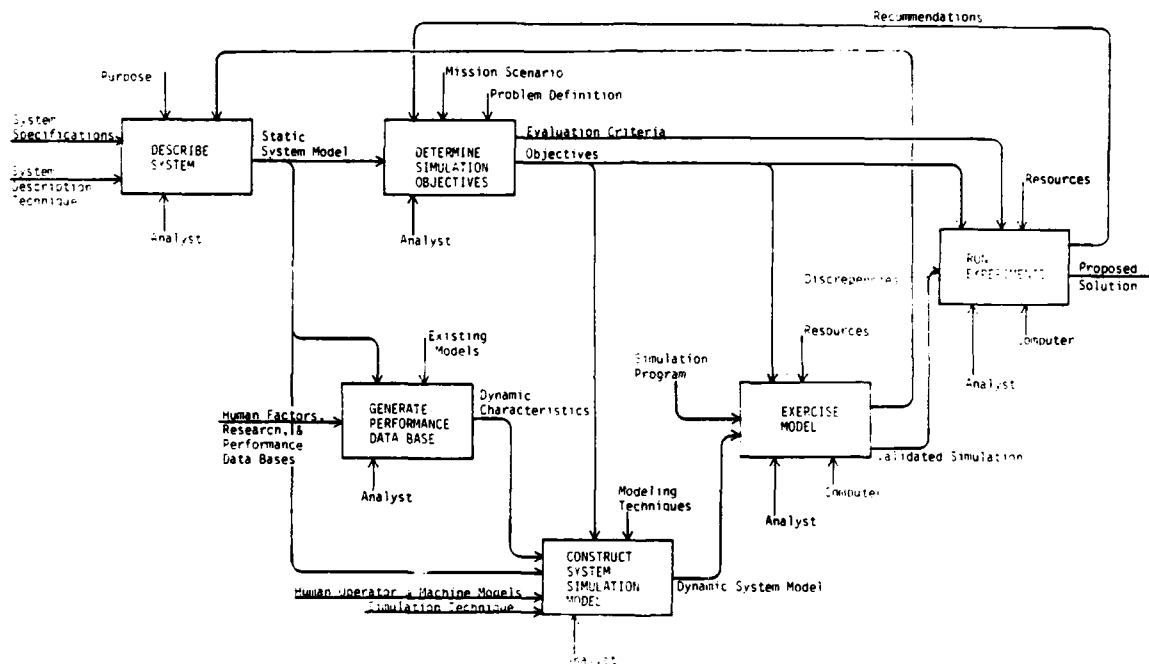 Recommendations
Purpose
Mission Scenario
Problem Definition
System
Specifications
Static
System Model
Evaluation Criteria
Objectives
DESCRIBE
SYSTEM
DETERMINE
SIMULATION
OBJECTIVES
System
Description
Technique
Resources
Analyst
Analyst
RUN
EXPERIMENTS
Proposed
Solution
Discrepencies
Existing
Models
Resources
Simulation
Program
Computer
Analyst
Dynamic
Characteristics
GENERATE
PERFORMANCE
DATA BASE
Human Factors,
Research, &
Performance
Data Bases
EXERCISE
MODEL
Validated Simulation
Analyst
Computer
Modeling
Techniques
Analyst
CONSTRUCT
SYSTEM
SIMULATION
MODEL
Dynamic System Model
Human Operator & Machine Models
Simulation Technique
Analyst